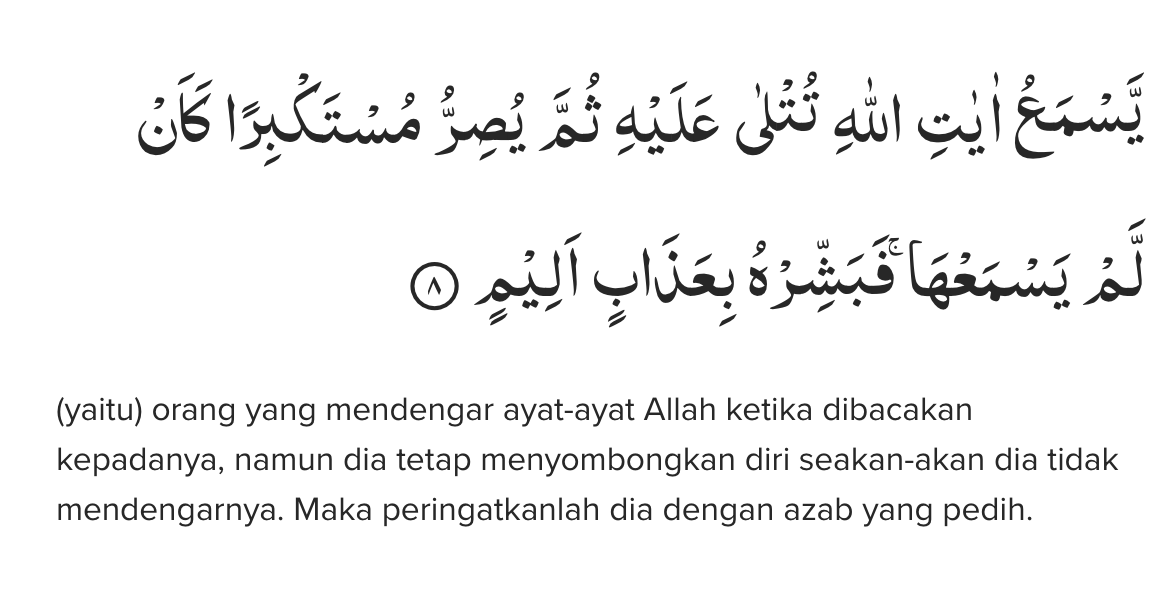 يَّسْمَعُ اٰيٰتِ اللّٰهِ تُتْلٰى عَلَيْهِ ثُمَّ يُصِرُّ مُسْتَكْبِرًا كَاَنْ
لَّمْ يَسْمَعْهَاۚ فَبَشِّرْهُ بِعَذَابٍ اَلِيْمٍ ٨
(yaitu) orang yang mendengar ayat-ayat Allah ketika dibacakan
kepadanya, namun dia tetap menyombongkan diri seakan-akan dia tidak
mendengarnya. Maka peringatkanlah dia dengan azab yang pedih.